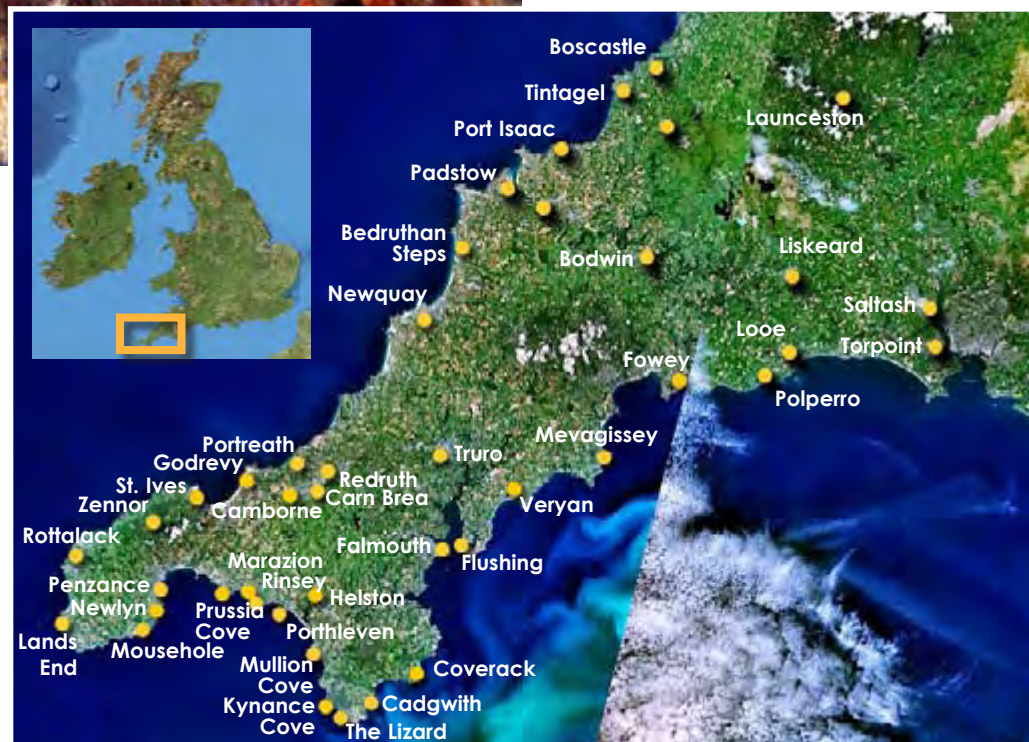 Boscastle
Tintagel
Launceston
Port Isaac
Padstow
Bedruthan
Steps
Bodwin
Liskeard
Newquay
Saltash
Looe
Torpoint
Fowey
Polperro
Mevagissey
Portreath
Truro
Godrevy
Redruth
St. Ives
Carn Brea
Camborne
Veryan
Zennor
Rottalack
Falmouth
Flushing
Marazion
Penzance
Rinsey
Helston
Newlyn
Prussia
Cove
Porthleven
Lands
End
Mousehole
Mullion
Cove
Coverack
Kynance
Cove
Cadgwith
The Lizard